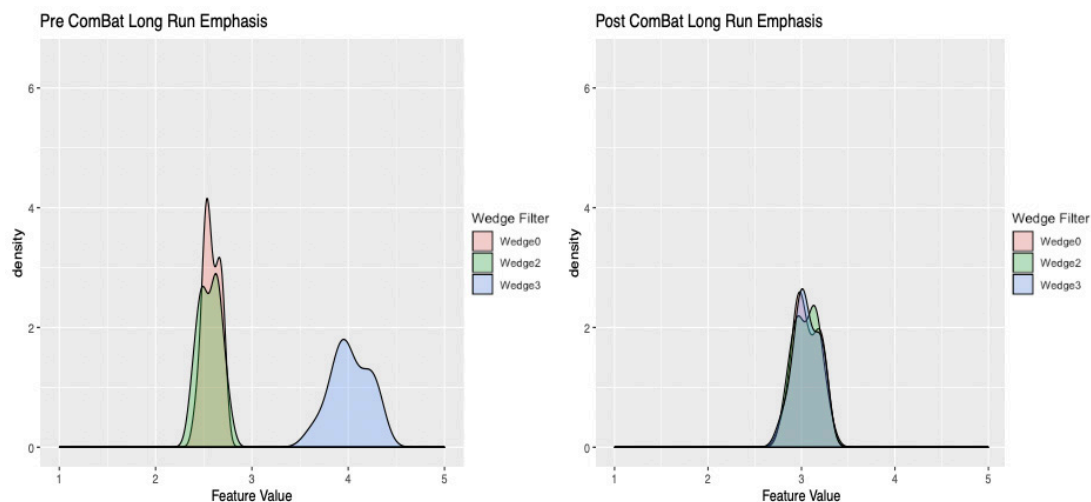 Pre ComBat Long Run Emphasis
6
4
2
0
density
1 2 3 4 5
Feature Value
Wedge Filter
Wedge0
Wedge2
Wedge3
Post ComBat Long Run Emphasis
6
4
2
0
density
1 2 3 4 5
Feature Value
Wedge Filter
Wedge0
Wedge2
Wedge3